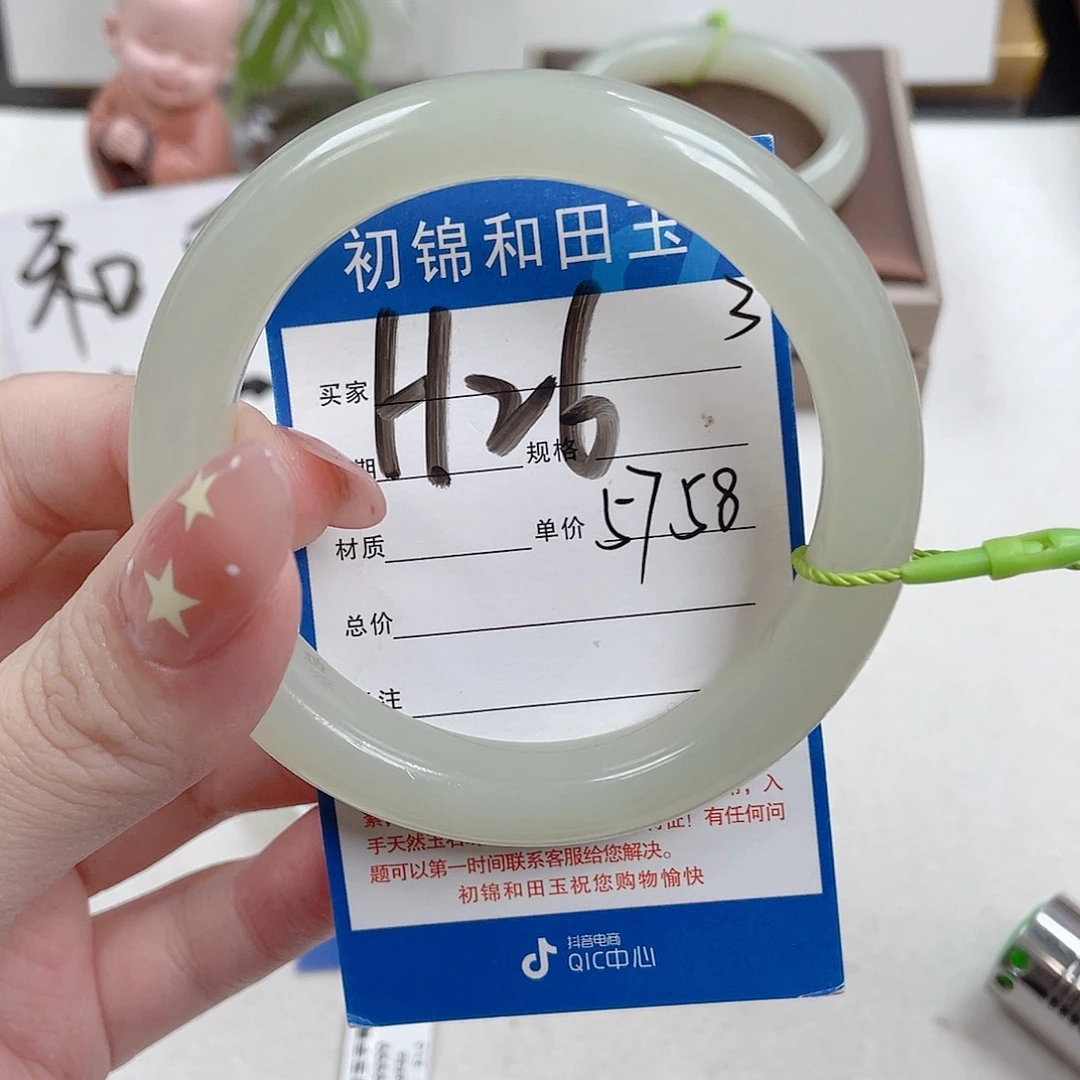 初锦和田玉
3
买家 H26
期 规格
材质 单价 57.58
总价
注
入
手天然玉石 征！有任何问
题可以第一时间联系客服给您解决。
初锦和田玉祝您购物愉快
抖音电商
QIC中心
和